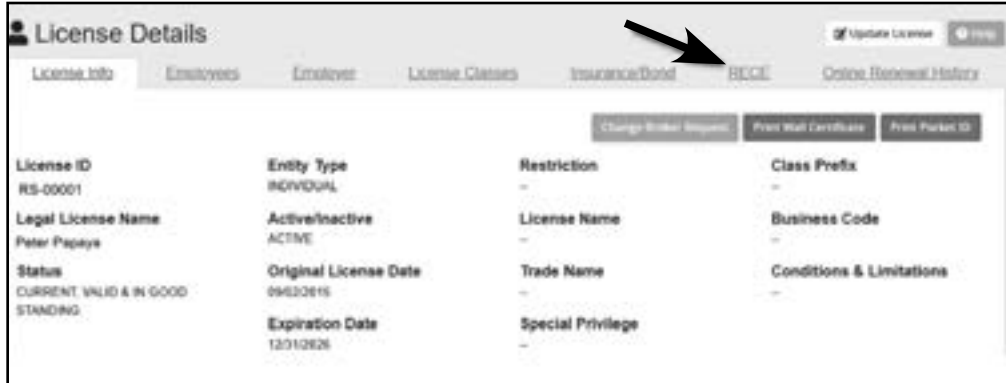 License Details
Update License Help
License Info Employees Employer License Classes Insurance/Bond RECE Online Renewal History
Change Broker Request Print Wall Certificate Print Pocket ID
License ID Entity Type Restriction Class Prefix
RS-00001 INDIVIDUAL -- --
Legal License Name Active/Inactive License Name Business Code
Peter Papaya ACTIVE -- --
Status Original License Date Trade Name Conditions & Limitations
CURRENT, VALID & IN GOOD STANDING 09/02/2015 -- --
Expiration Date Special Privilege
12/31/2026 --